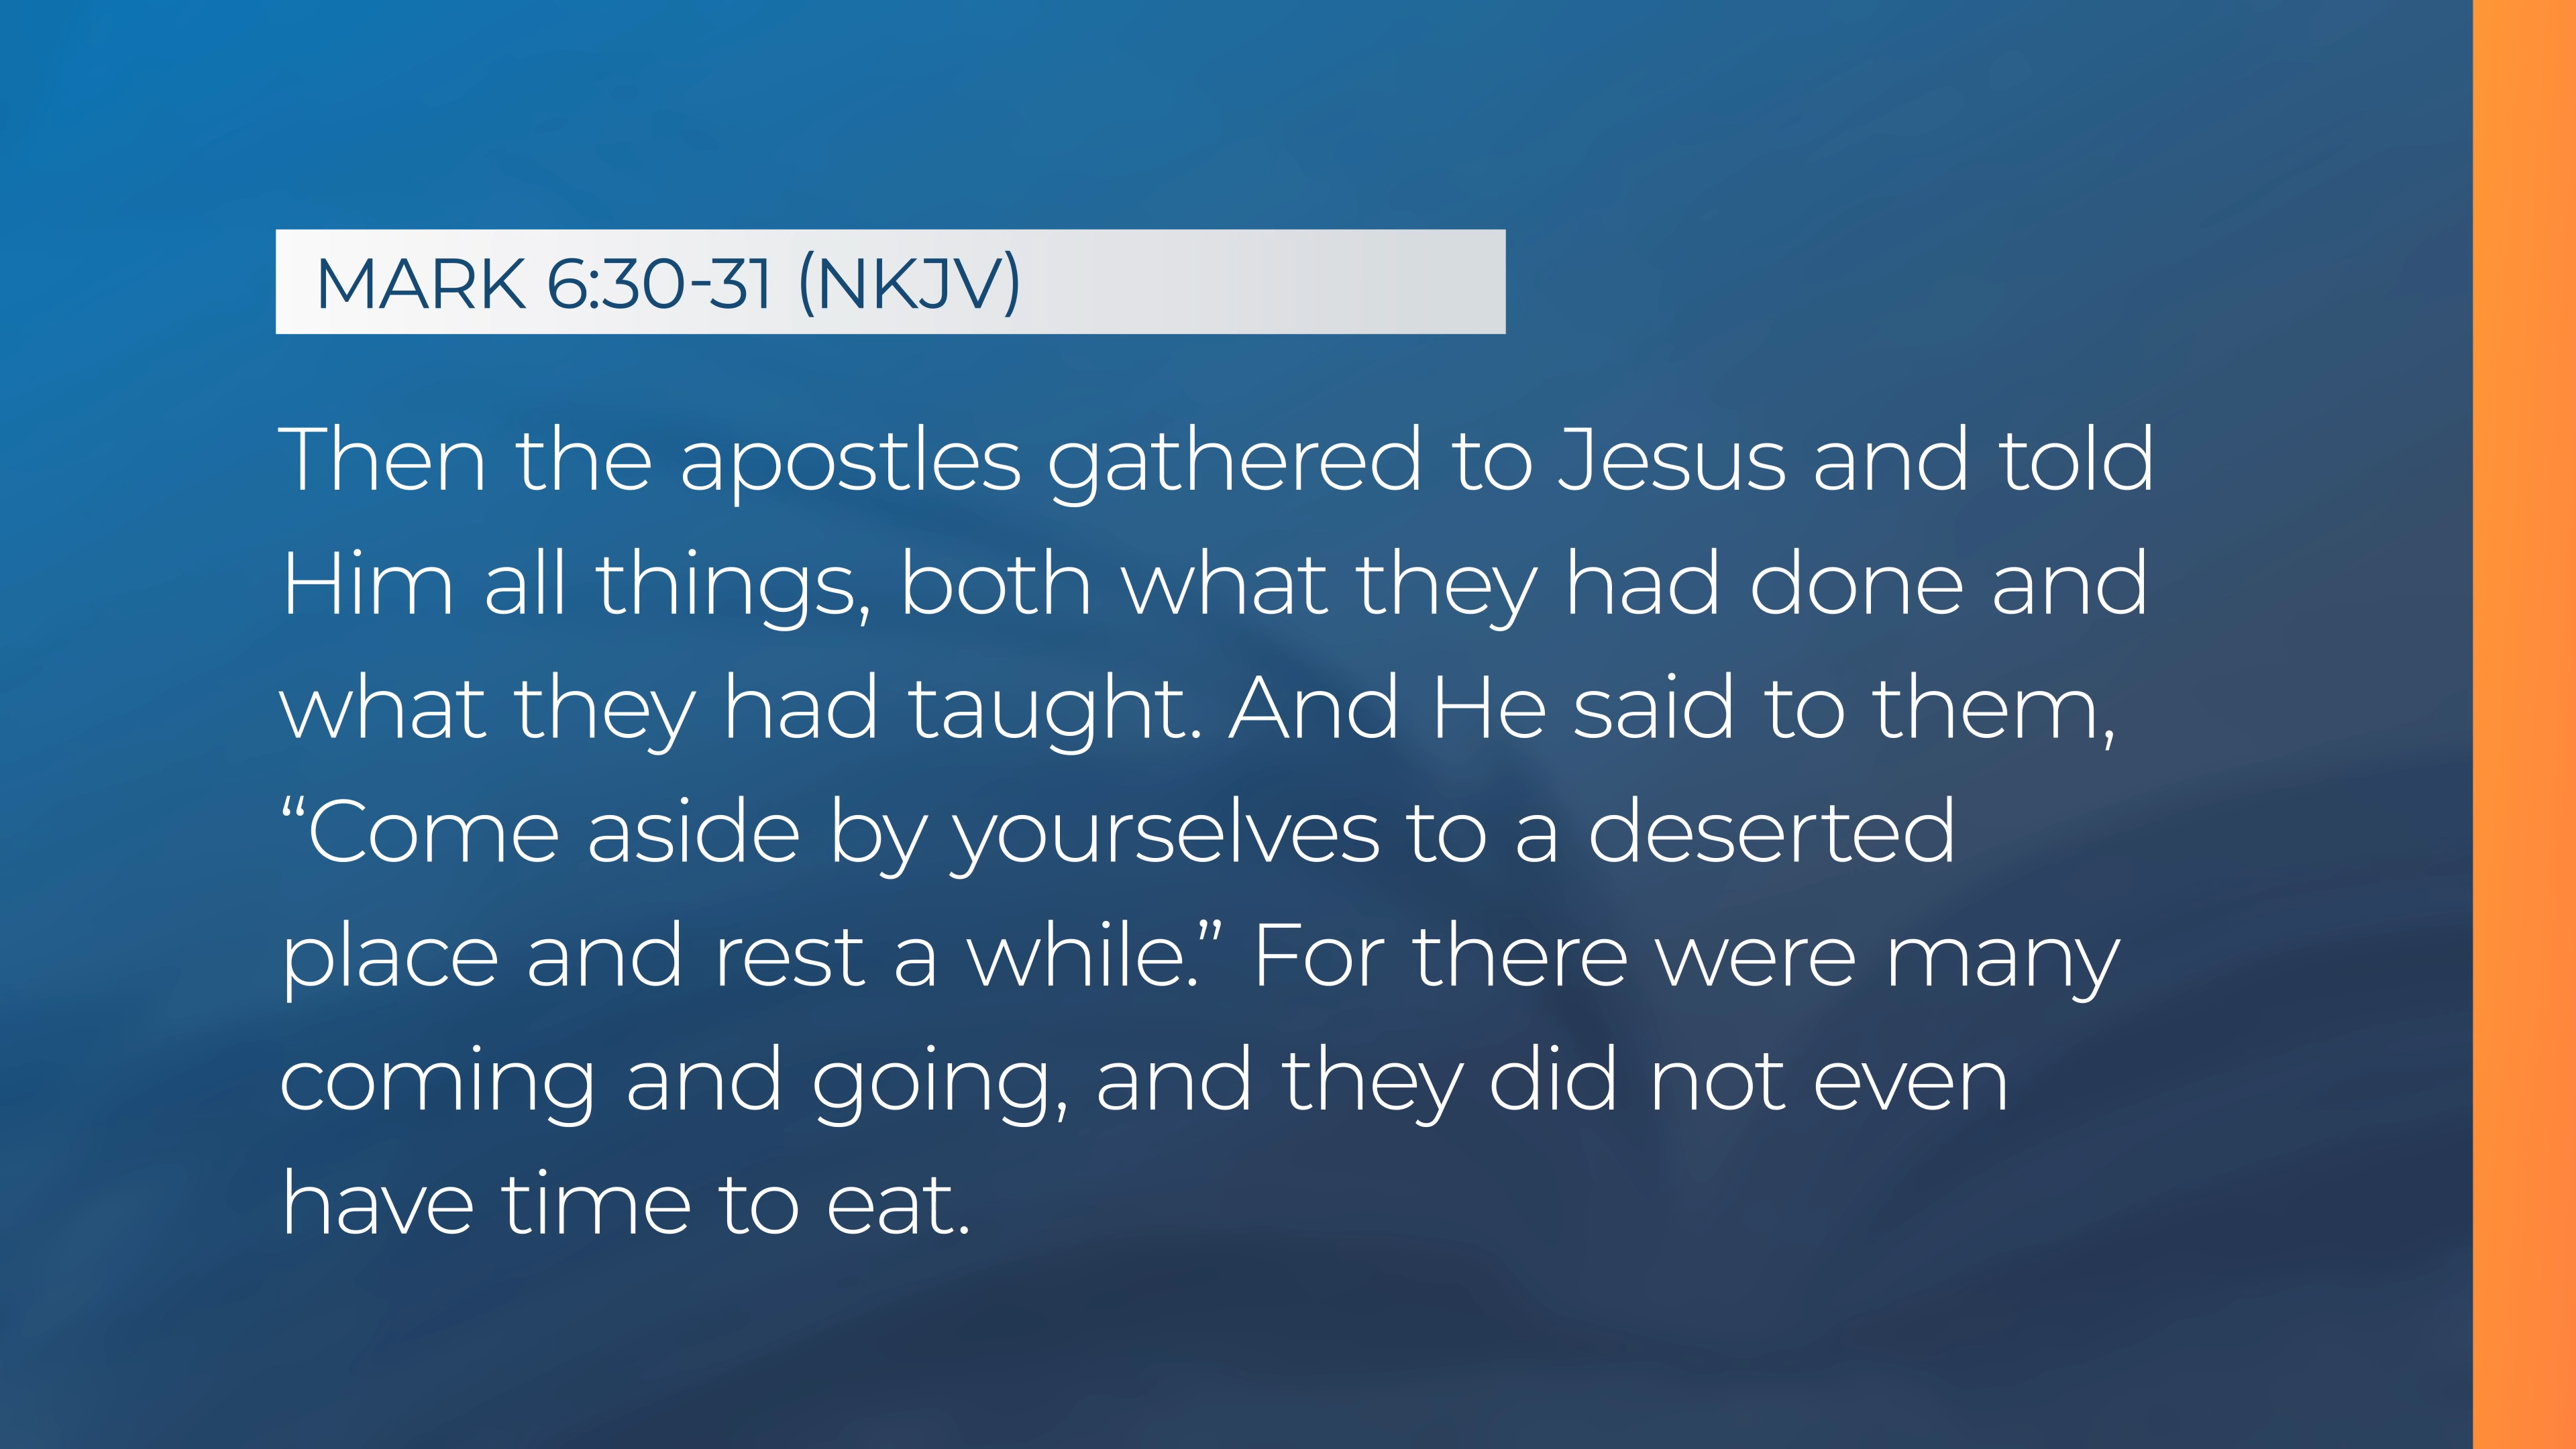 MARK 6:30-31 (NKJV)
Then the apostles gathered to Jesus and told
Him all things, both what they had done and
what they had taught. And He said to them,
“Come aside by yourselves to a deserted
place and rest a while.” For there were many
coming and going, and they did not even
have time to eat.